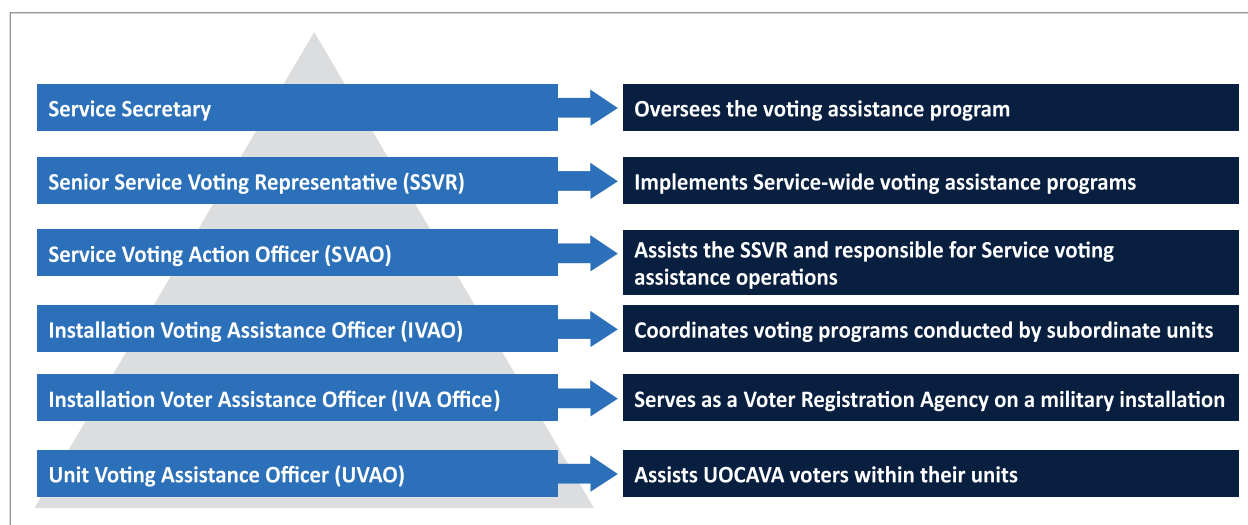 Service Secretary
Oversees the voting assistance program
Senior Service Voting Representative (SSVR)
Implements Service-wide voting assistance programs
Service Voting Action Officer (SVAO)
Assists the SSVR and responsible for Service voting
assistance operations
Installation Voting Assistance Officer (IVAO)
Coordinates voting programs conducted by subordinate units
Installation Voter Assistance Officer (IVA Office)
Serves as a Voter Registration Agency on a military installation
Unit Voting Assistance Officer (UVAO)
Assists UOCAVA voters within their units